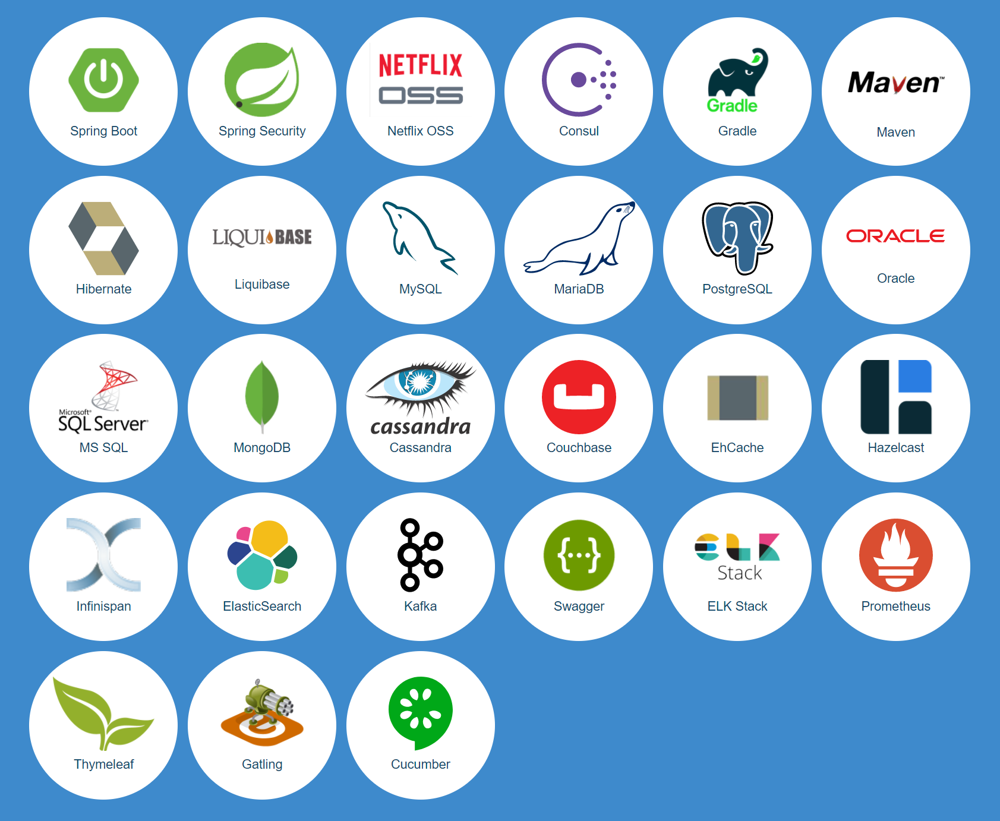 NETFLIX
OSS
Gradle
Maven™
Spring Boot
Spring Security
Netflix OSS
Consul
Gradle
Maven
LIQUIBASE
ORACLE
Hibernate
Liquibase
MySQL
MariaDB
PostgreSQL
Oracle
Microsoft®
SQL Server®
cassandra
MS SQL
MongoDB
Cassandra
Couchbase
EhCache
Hazelcast
ELK
Stack
Infinispan
ElasticSearch
Kafka
Swagger
ELK Stack
Prometheus
Thymeleaf
Gatling
Cucumber